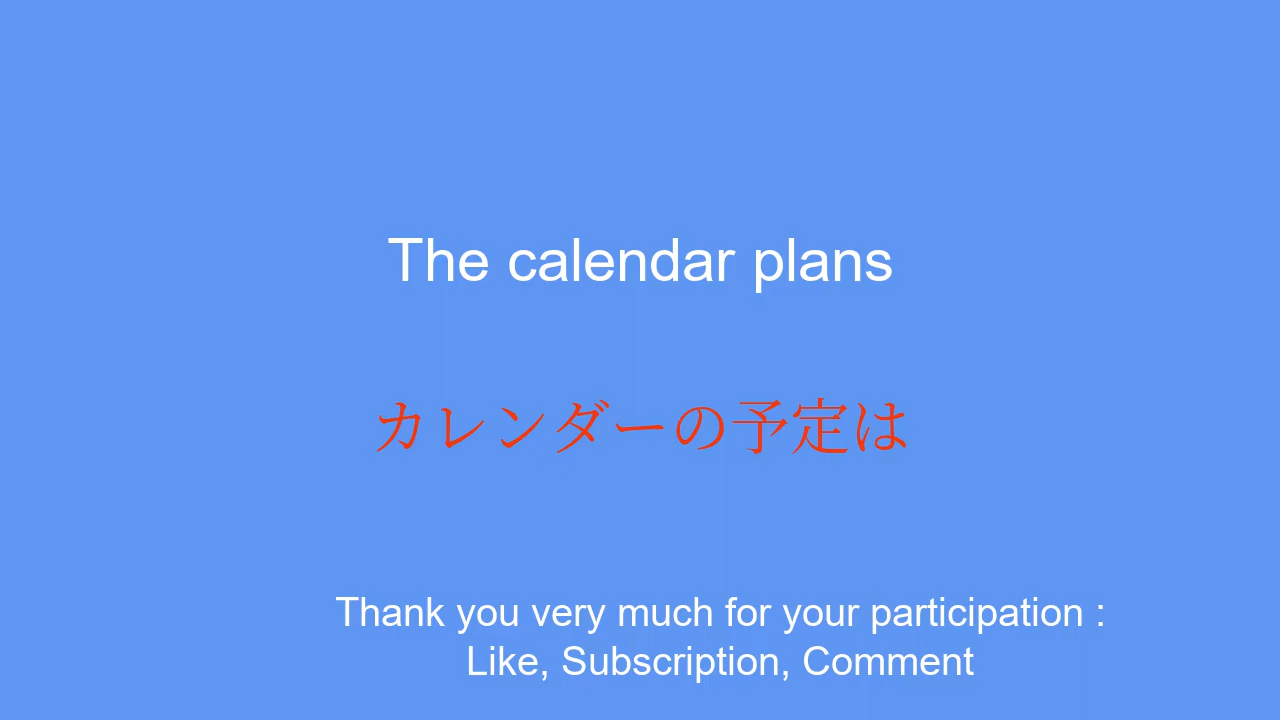 The calendar plans
カレンダーの予定は
Thank you very much for your participation :
Like, Subscription, Comment